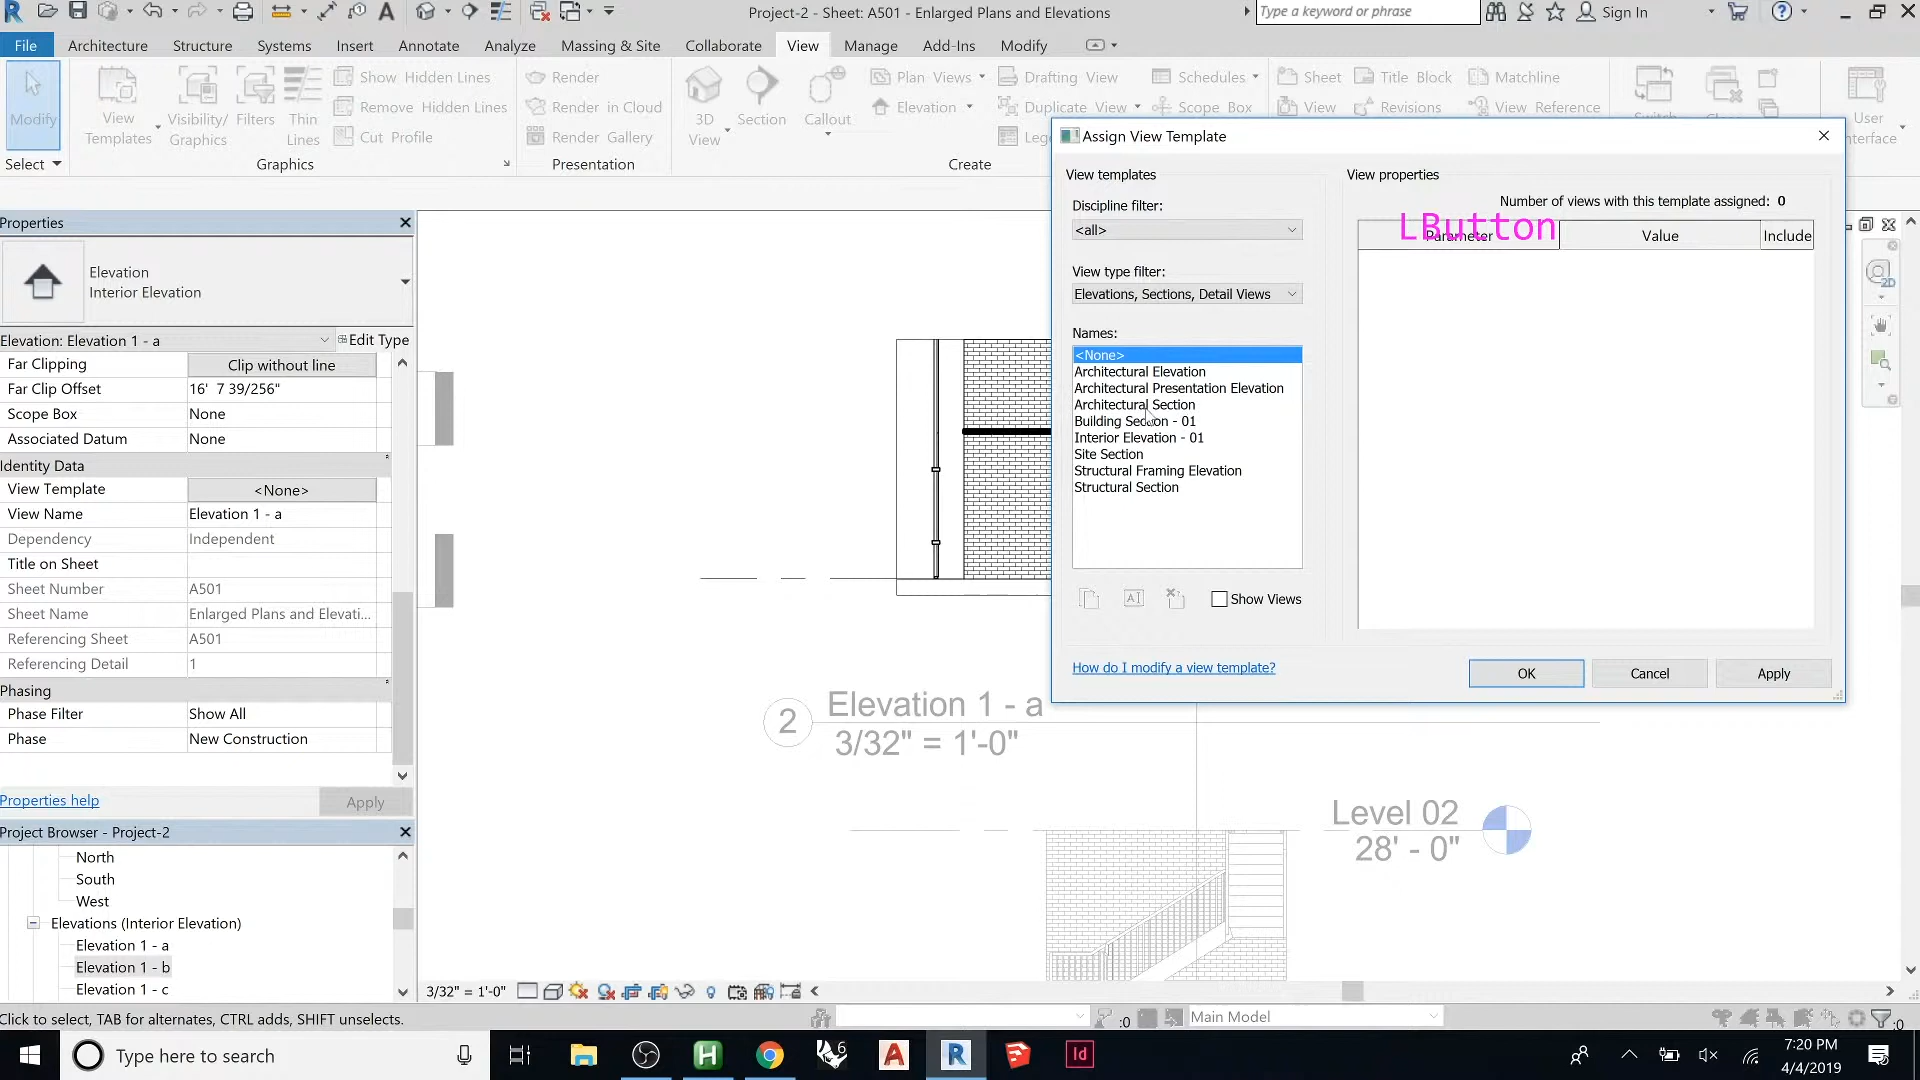 Project-2 - Sheet: A501 - Enlarged Plans and Elevations
Type a keyword or phrase
Sign In
File
Architecture
Structure
Systems
Insert
Annotate
Analyze
Massing & Site
Collaborate
View
Manage
Add-Ins
Modify
Modify
View Templates
Visibility/ Graphics
Filters
Thin Lines
Show Hidden Lines
Remove Hidden Lines
Cut Profile
Render
Render in Cloud
Render Gallery
3D View
Section
Callout
Plan Views
Elevation
Drafting View
Duplicate View
Schedules
Scope Box
Sheet
View
Title Block
Revisions
Matchline
View Reference
User Interface
Select
Graphics
Presentation
Create
Properties
Elevation
Interior Elevation
Elevation: Elevation 1 - a
Edit Type
Far Clipping Clip without line
Far Clip Offset 16' 7 39/256"
Scope Box None
Associated Datum None
Identity Data
View Template <None>
View Name Elevation 1 - a
Dependency Independent
Title on Sheet
Sheet Number A501
Sheet Name Enlarged Plans and Elevati...
Referencing Sheet A501
Referencing Detail 1
Phasing
Phase Filter Show All
Phase New Construction
Properties help
Apply
Project Browser - Project-2
North
South
West
Elevations (Interior Elevation)
Elevation 1 - a
Elevation 1 - b
Elevation 1 - c
2
Elevation 1 - a
3/32" = 1'-0"
Level 02
28' - 0"
Assign View Template
View templates
Discipline filter:
<all>
View type filter:
Elevations, Sections, Detail Views
Names:
<None>
Architectural Elevation
Architectural Presentation Elevation
Architectural Section
Building Section - 01
Interior Elevation - 01
Site Section
Structural Framing Elevation
Structural Section
Show Views
How do I modify a view template?
View properties
Number of views with this template assigned: 0
LButton
Parameter
Value
Include
OK
Cancel
Apply
3/32" = 1'-0"
Click to select, TAB for alternates, CTRL adds, SHIFT unselects.
:0
Main Model
:0
Type here to search
7:20 PM
4/4/2019